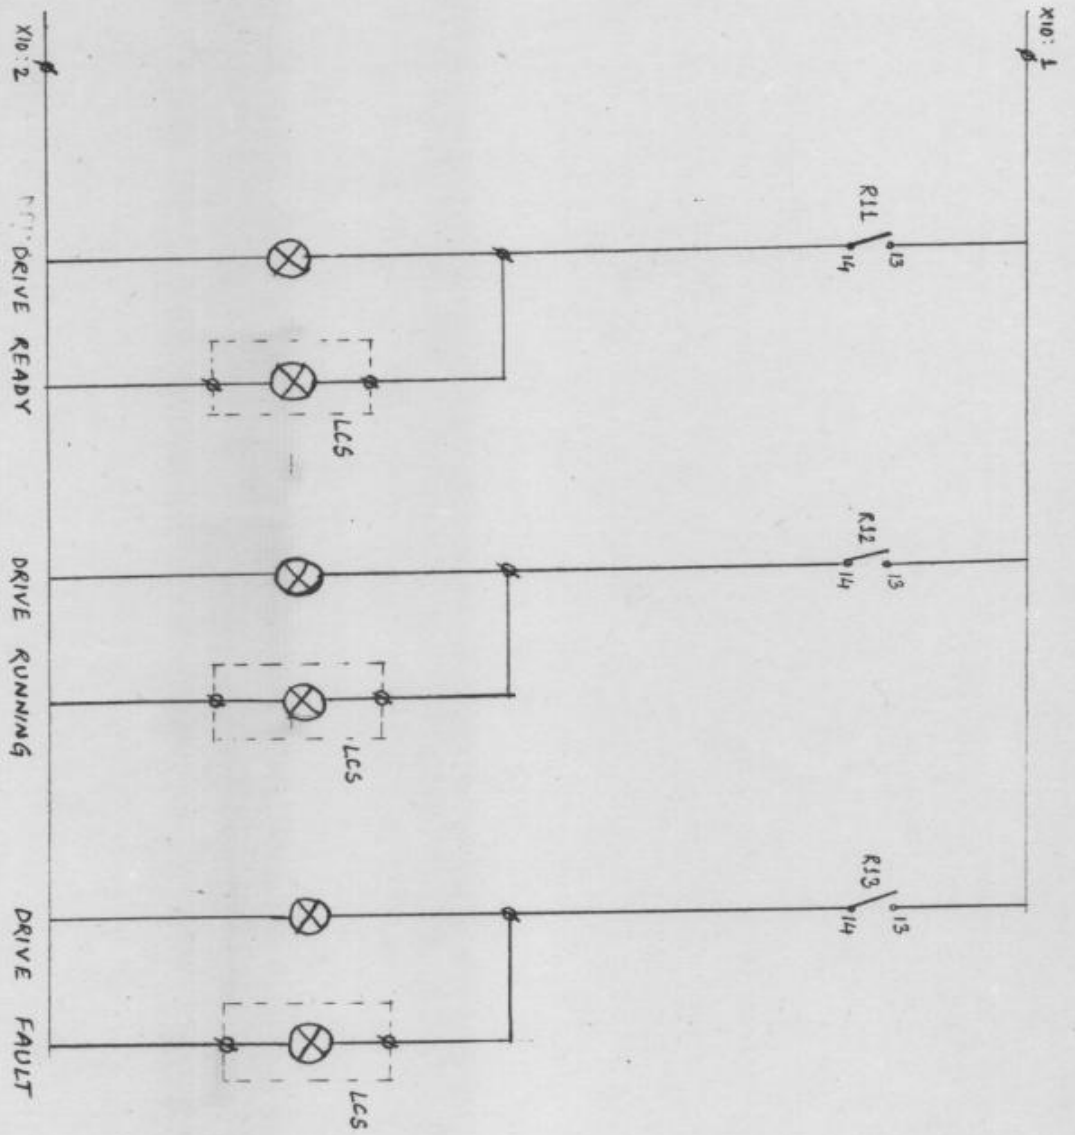 X10: 1
R11
13
14
R12
13
14
R13
13
14
LCS
LCS
LCS
X10: 2
DRIVE READY
DRIVE RUNNING
DRIVE FAULT